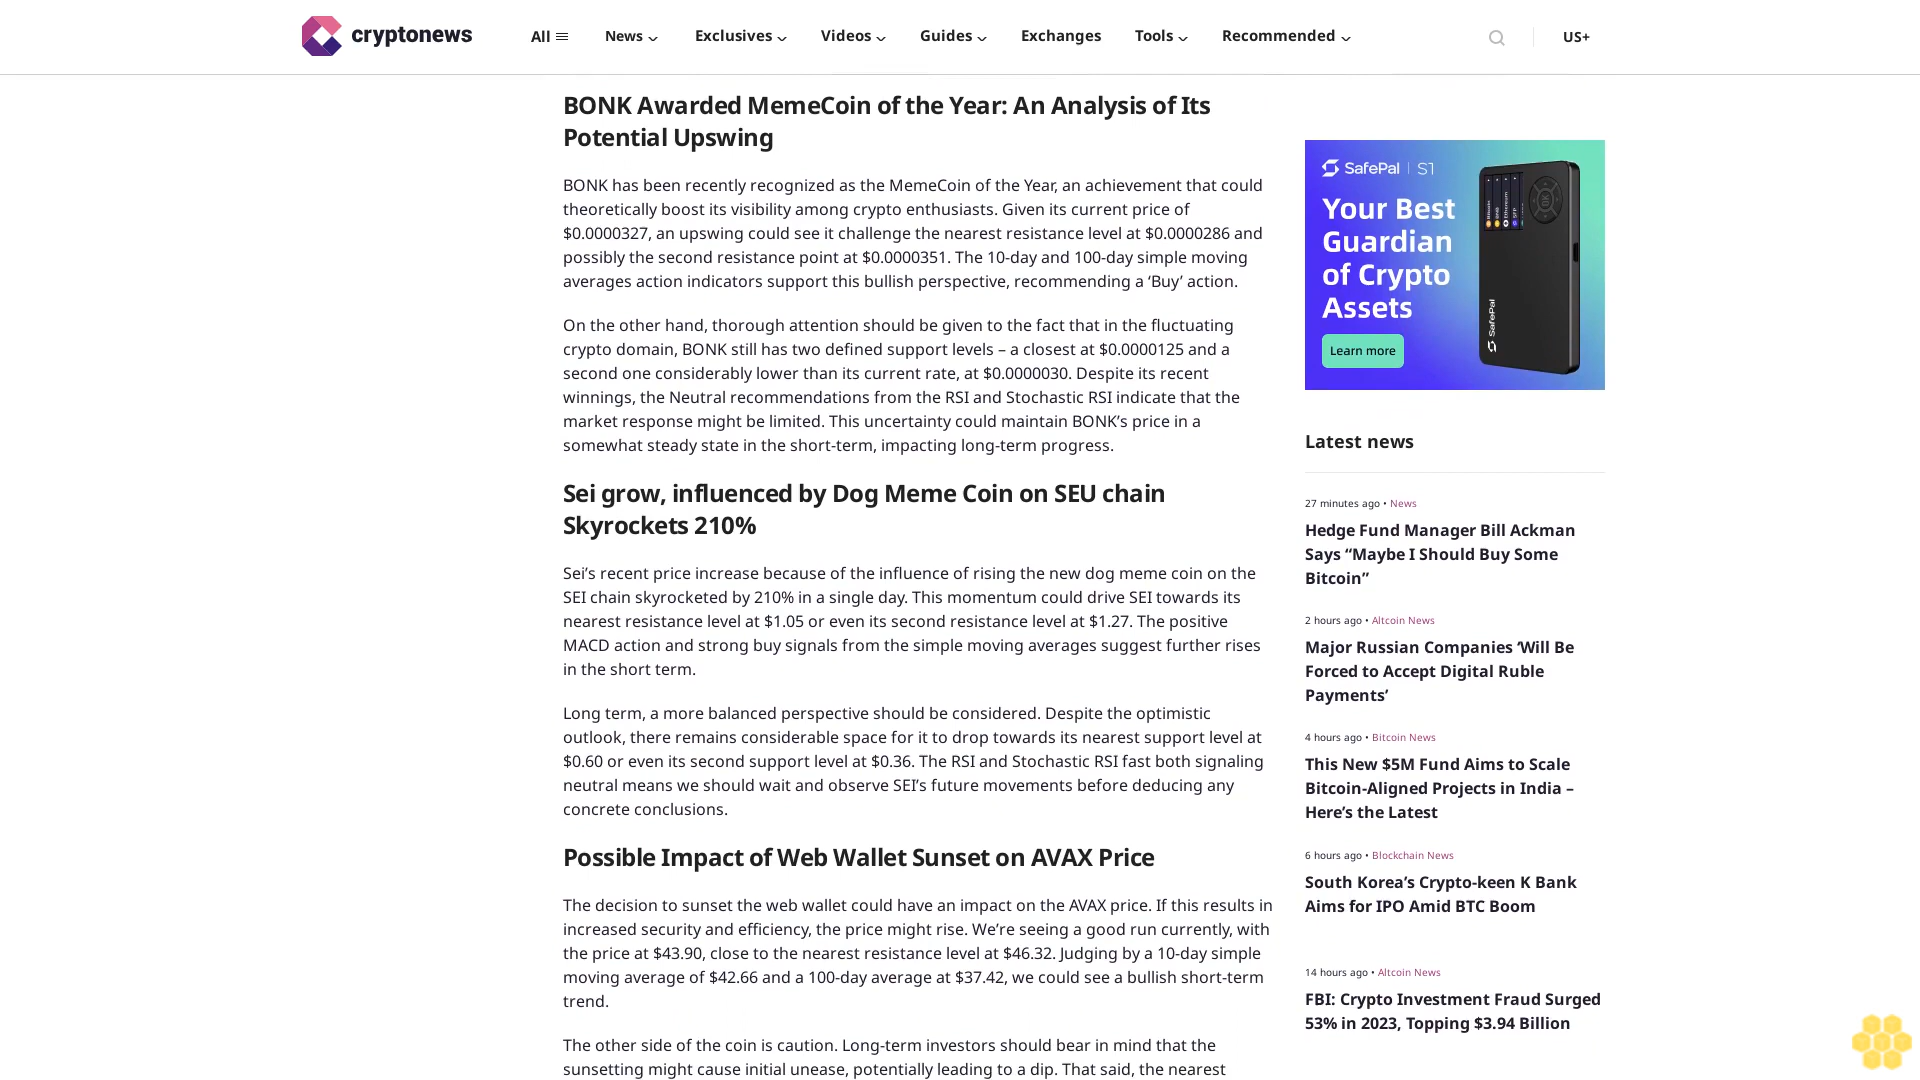 cryptonews
All
News
Exclusives
Videos
Guides
Exchanges
Tools
Recommended
US+
BONK Awarded MemeCoin of the Year: An Analysis of Its
Potential Upswing
BONK has been recently recognized as the MemeCoin of the Year, an achievement that could
theoretically boost its visibility among crypto enthusiasts. Given its current price of
$0.0000327, an upswing could see it challenge the nearest resistance level at $0.0000286 and
possibly the second resistance point at $0.0000351. The 10-day and 100-day simple moving
averages action indicators support this bullish perspective, recommending a ‘Buy’ action.
On the other hand, thorough attention should be given to the fact that in the fluctuating
crypto domain, BONK still has two defined support levels – a closest at $0.0000125 and a
second one considerably lower than its current rate, at $0.0000030. Despite its recent
winnings, the Neutral recommendations from the RSI and Stochastic RSI indicate that the
market response might be limited. This uncertainty could maintain BONK’s price in a
somewhat steady state in the short-term, impacting long-term progress.
Sei grow, influenced by Dog Meme Coin on SEU chain
Skyrockets 210%
Sei’s recent price increase because of the influence of rising the new dog meme coin on the
SEI chain skyrocketed by 210% in a single day. This momentum could drive SEI towards its
nearest resistance level at $1.05 or even its second resistance level at $1.27. The positive
MACD action and strong buy signals from the simple moving averages suggest further rises
in the short term.
Long term, a more balanced perspective should be considered. Despite the optimistic
outlook, there remains considerable space for it to drop towards its nearest support level at
$0.60 or even its second support level at $0.36. The RSI and Stochastic RSI fast both signaling
neutral means we should wait and observe SEI’s future movements before deducing any
concrete conclusions.
Possible Impact of Web Wallet Sunset on AVAX Price
The decision to sunset the web wallet could have an impact on the AVAX price. If this results in
increased security and efficiency, the price might rise. We’re seeing a good run currently, with
the price at $43.90, close to the nearest resistance level at $46.32. Judging by a 10-day simple
moving average of $42.66 and a 100-day average at $37.42, we could see a bullish short-term
trend.
The other side of the coin is caution. Long-term investors should bear in mind that the
sunsetting might cause initial unease, potentially leading to a dip. That said, the nearest
SafePal | S1
Your Best
Guardian
of Crypto
Assets
Learn more
SafePal
OK
Latest news
27 minutes ago • News
Hedge Fund Manager Bill Ackman
Says “Maybe I Should Buy Some
Bitcoin”
2 hours ago • Altcoin News
Major Russian Companies ‘Will Be
Forced to Accept Digital Ruble
Payments’
4 hours ago • Bitcoin News
This New $5M Fund Aims to Scale
Bitcoin-Aligned Projects in India –
Here’s the Latest
6 hours ago • Blockchain News
South Korea’s Crypto-keen K Bank
Aims for IPO Amid BTC Boom
14 hours ago • Altcoin News
FBI: Crypto Investment Fraud Surged
53% in 2023, Topping $3.94 Billion